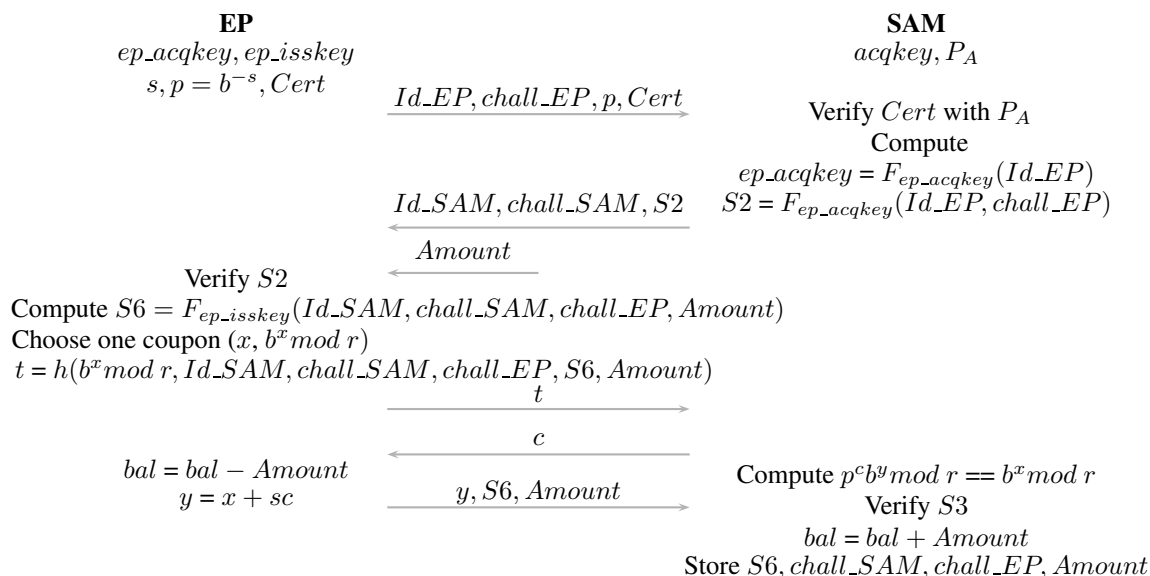 EP
SAM
ep_acqkey, ep_isskey
acqkey, P_A
s, p = b^{-s}, Cert
Id_EP, chall_EP, p, Cert
Verify Cert with P_A
Compute
ep_acqkey = F_{ep_acqkey}(Id_EP)
Id_SAM, chall_SAM, S2
S2 = F_{ep_acqkey}(Id_EP, chall_EP)
Amount
Verify S2
Compute S6 = F_{ep_isskey}(Id_SAM, chall_SAM, chall_EP, Amount)
Choose one coupon (x, b^x mod r)
t = h(b^x mod r, Id_SAM, chall_SAM, chall_EP, S6, Amount)
t
c
bal = bal − Amount
Compute p^c b^y mod r == b^x mod r
y = x + sc
y, S6, Amount
Verify S3
bal = bal + Amount
Store S6, chall_SAM, chall_EP, Amount